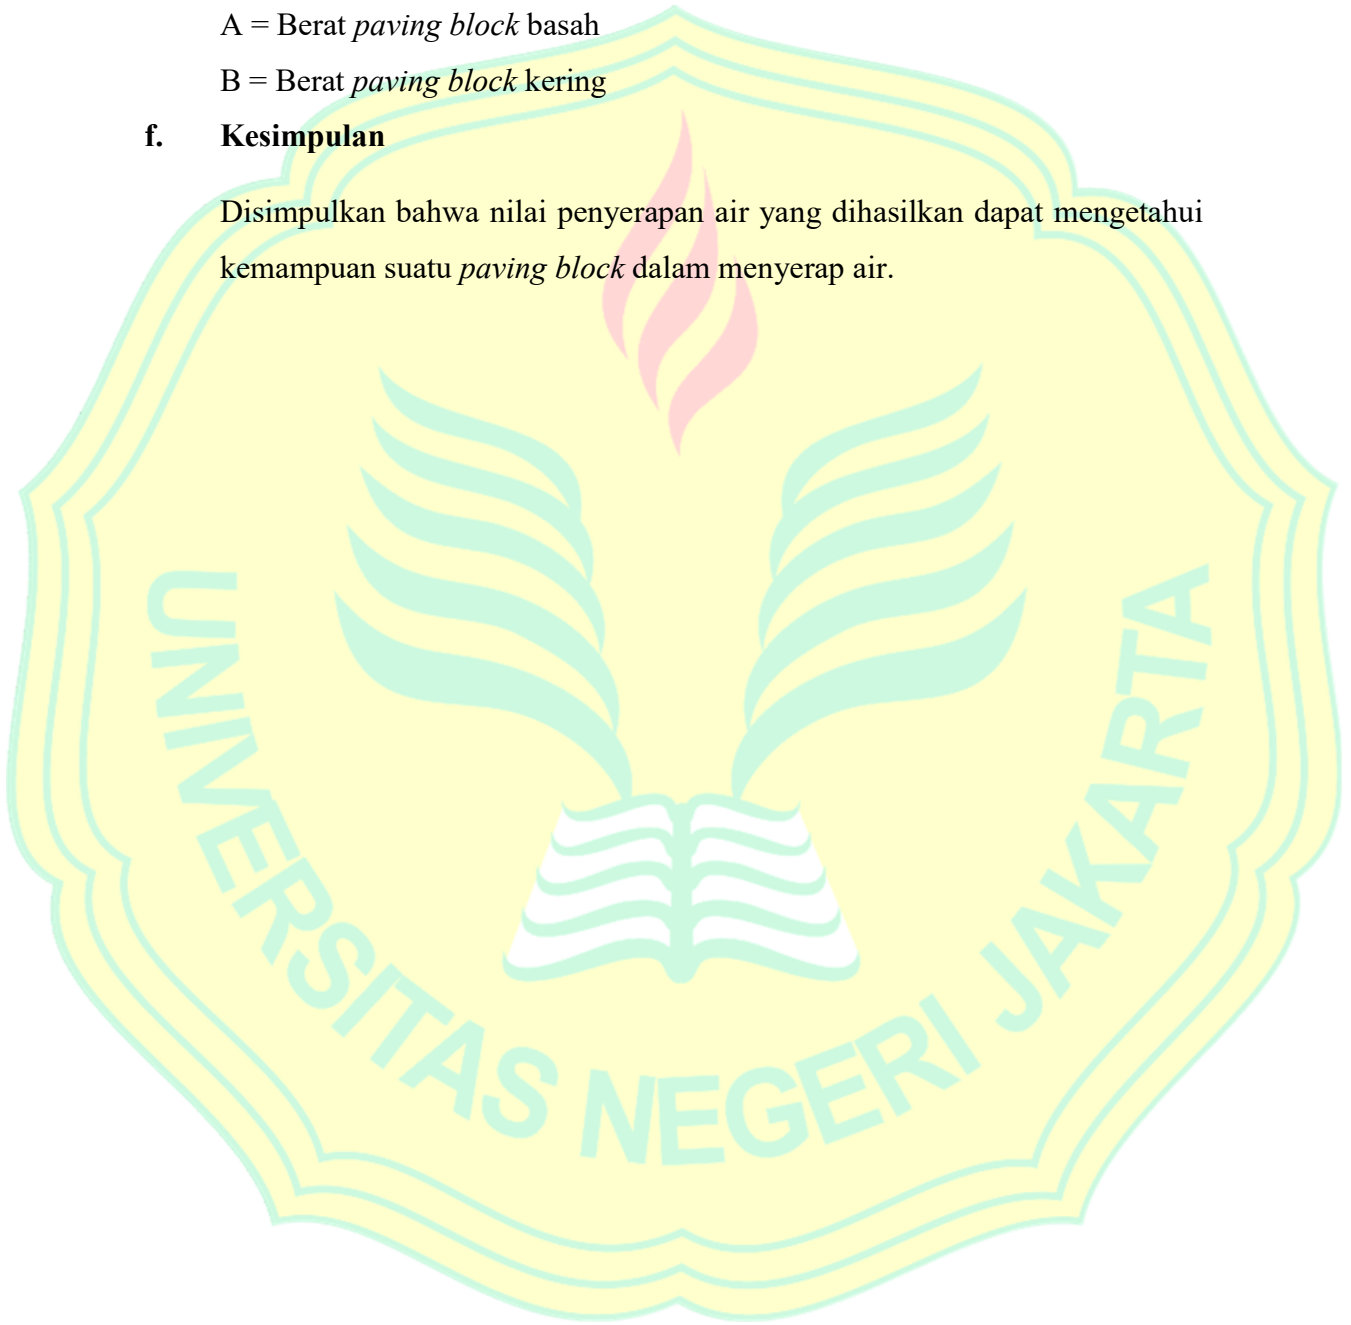 A = Berat paving block basah
B = Berat paving block kering
f. Kesimpulan
Disimpulkan bahwa nilai penyerapan air yang dihasilkan dapat mengetahui
kemampuan suatu paving block dalam menyerap air.
UNIVERSITAS NEGERI JAKARTA